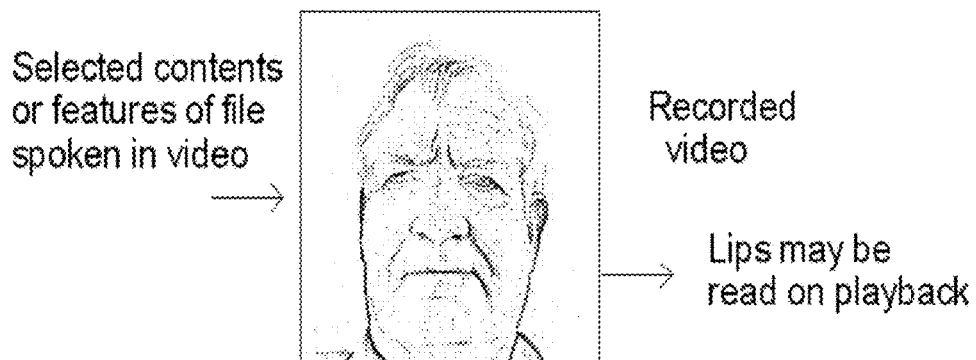 Selected contents
or features of file
spoken in video
Recorded
video
Lips may be
read on playback